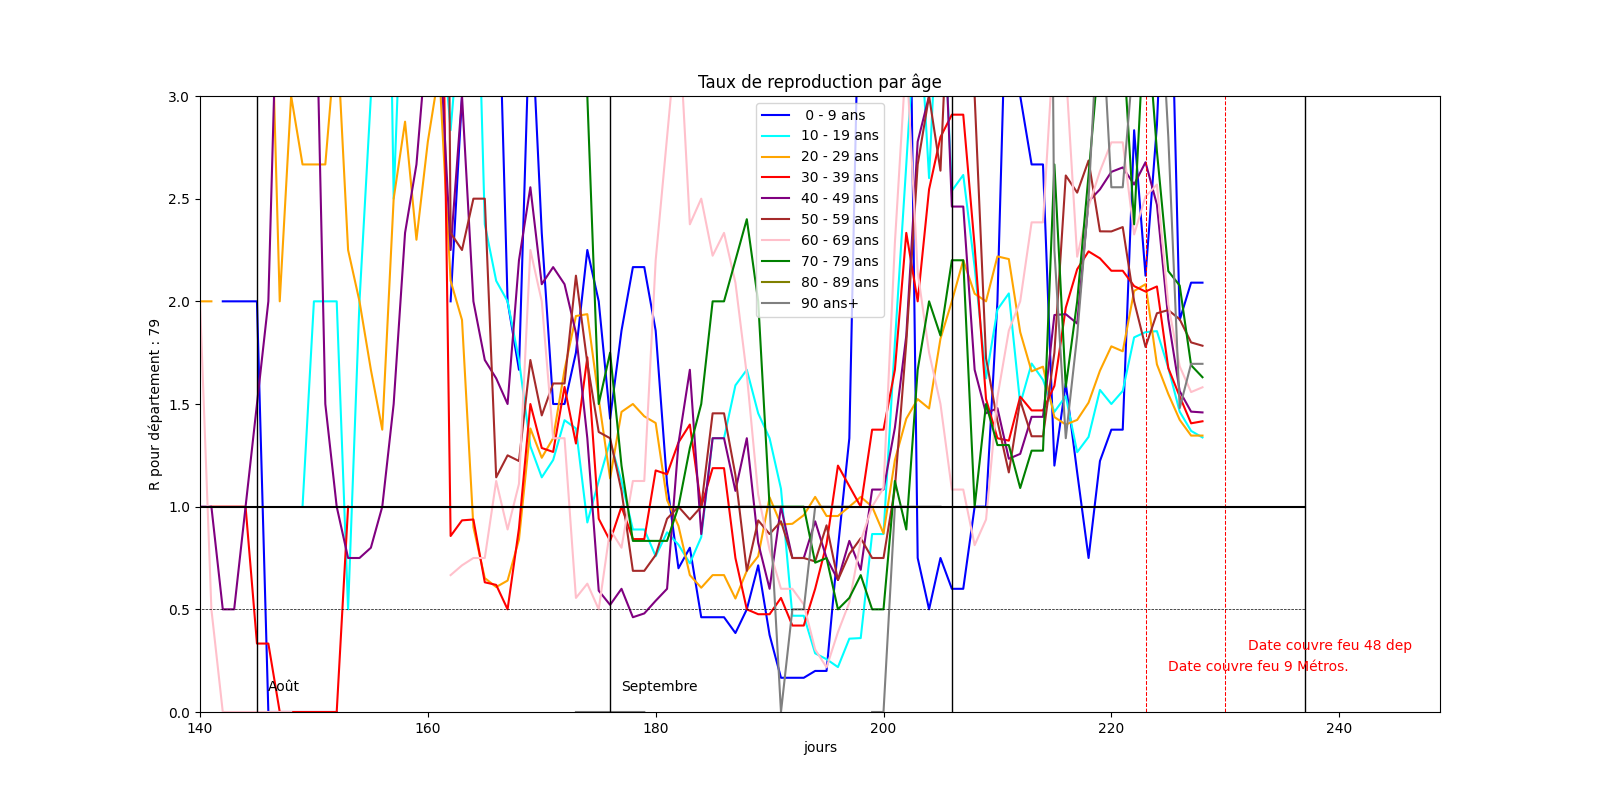 Taux de reproduction par âge
3.0
2.5
2.0
1.5
1.0
0.5
0.0
R pour département : 79
0 - 9 ans
10 - 19 ans
20 - 29 ans
30 - 39 ans
40 - 49 ans
50 - 59 ans
60 - 69 ans
70 - 79 ans
80 - 89 ans
90 ans+
Date couvre feu 48 dep
Date couvre feu 9 Métros.
Août
Septembre
140 160 180 200 220 240
jours